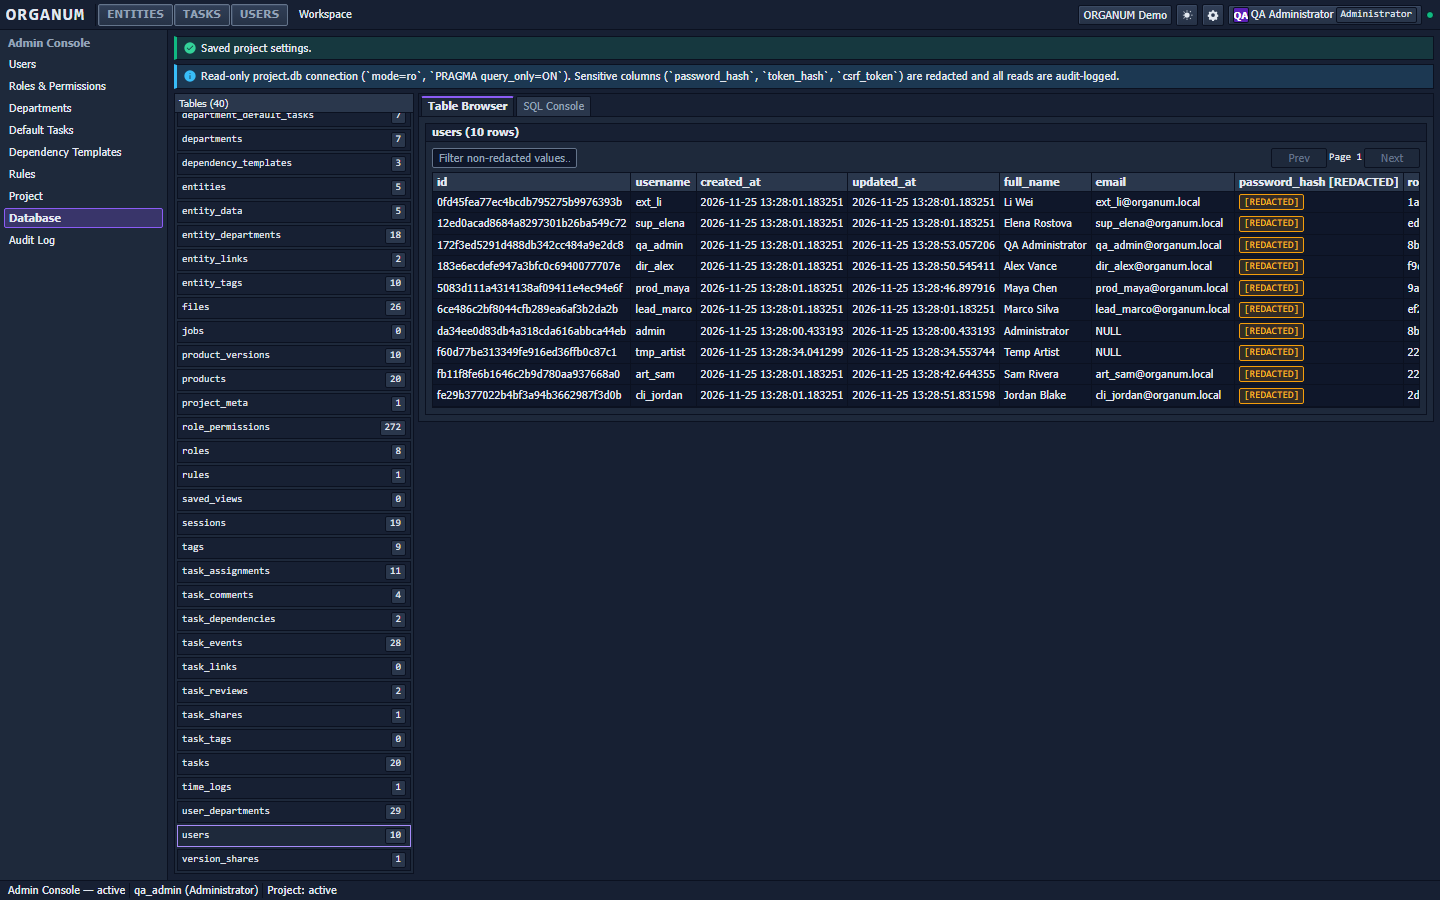 ORGANUM ENTITIES TASKS USERS Workspace ORGANUM Demo QA QA Administrator Administrator
Admin Console
Users
Roles & Permissions
Departments
Default Tasks
Dependency Templates
Rules
Project
Database
Audit Log
Saved project settings.
Read-only project.db connection (`mode=ro`, `PRAGMA query_only=ON`). Sensitive columns (`password_hash`, `token_hash`, `csrf_token`) are redacted and all reads are audit-logged.
Tables (40)
department_default_tasks 7
departments 7
dependency_templates 3
entities 5
entity_data 5
entity_departments 18
entity_links 2
entity_tags 10
files 26
jobs 0
product_versions 10
products 20
project_meta 1
role_permissions 272
roles 8
rules 1
saved_views 0
sessions 19
tags 9
task_assignments 11
task_comments 4
task_dependencies 2
task_events 28
task_links 0
task_reviews 2
task_shares 1
task_tags 0
tasks 20
time_logs 1
user_departments 29
users 10
version_shares 1
Table Browser SQL Console
users (10 rows)
Filter non-redacted values.. Prev Page 1 Next
id username created_at updated_at full_name email password_hash [REDACTED] ro
0fd45fea77ec4bcdb795275b9976393b ext_li 2026-11-25 13:28:01.183251 2026-11-25 13:28:01.183251 Li Wei ext_li@organum.local [REDACTED] 1a
12ed0acad8684a8297301b26ba549c72 sup_elena 2026-11-25 13:28:01.183251 2026-11-25 13:28:01.183251 Elena Rostova sup_elena@organum.local [REDACTED] ed
172f3ed5291d488db342cc484a9e2dc8 qa_admin 2026-11-25 13:28:01.183251 2026-11-25 13:28:53.057206 QA Administrator qa_admin@organum.local [REDACTED] 8b
183e6ecdefe947a3bfc0c6940077707e dir_alex 2026-11-25 13:28:01.183251 2026-11-25 13:28:50.545411 Alex Vance dir_alex@organum.local [REDACTED] f9
5083d111a4314138af09411e4ec94e6f prod_maya 2026-11-25 13:28:01.183251 2026-11-25 13:28:46.897916 Maya Chen prod_maya@organum.local [REDACTED] 9a
6ce486c2bf8044cfb289ea6af3b2da2b lead_marco 2026-11-25 13:28:01.183251 2026-11-25 13:28:01.183251 Marco Silva lead_marco@organum.local [REDACTED] ef
da34ee0d83db4a318cda616abbca44eb admin 2026-11-25 13:28:00.433193 2026-11-25 13:28:00.433193 Administrator NULL [REDACTED] 8b
f60d77be313349fe916ed36ffb0c87c1 tmp_artist 2026-11-25 13:28:34.041299 2026-11-25 13:28:34.553744 Temp Artist NULL [REDACTED] 22
fb11f8fe6b1646c2b9d780aa937668a0 art_sam 2026-11-25 13:28:01.183251 2026-11-25 13:28:42.644355 Sam Rivera art_sam@organum.local [REDACTED] 22
fe29b377022b4bf3a94b3662987f3d0b cli_jordan 2026-11-25 13:28:01.183251 2026-11-25 13:28:51.831598 Jordan Blake cli_jordan@organum.local [REDACTED] 2d
Admin Console — active qa_admin (Administrator) Project: active